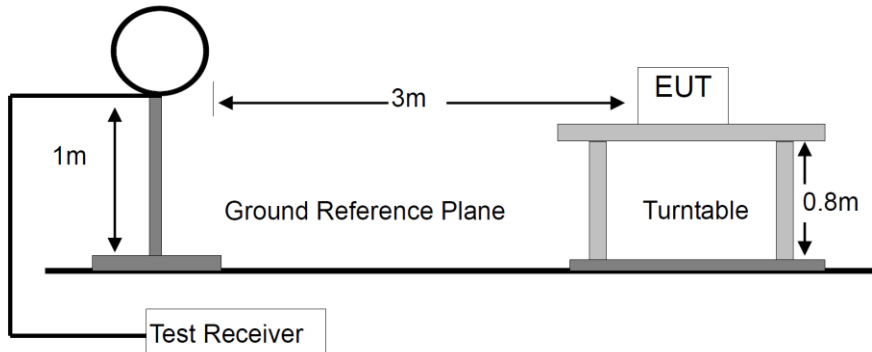 EUT
3m
1m
0.8m
Ground Reference Plane
Turntable
Test Receiver